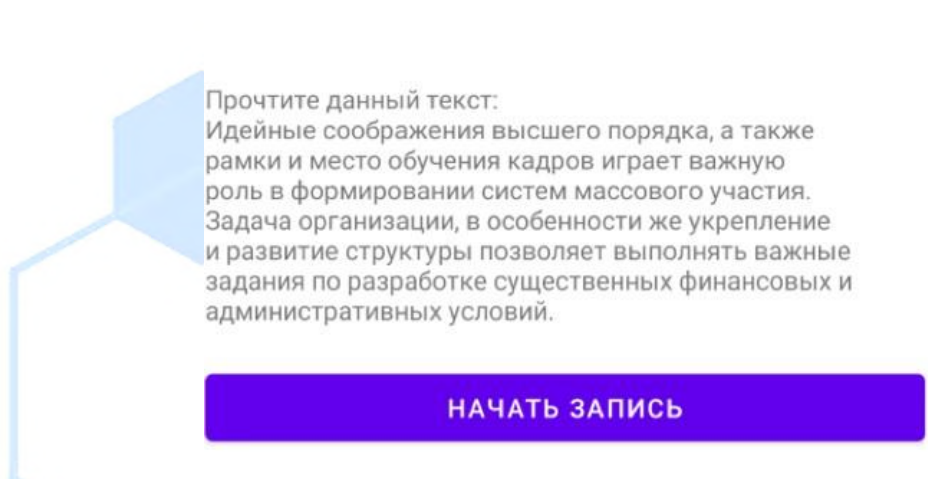 Прочтите данный текст:
Идейные соображения высшего порядка, а также
рамки и место обучения кадров играет важную
роль в формировании систем массового участия.
Задача организации, в особенности же укрепление
и развитие структуры позволяет выполнять важные
задания по разработке существенных финансовых и
административных условий.
НАЧАТЬ ЗАПИСЬ